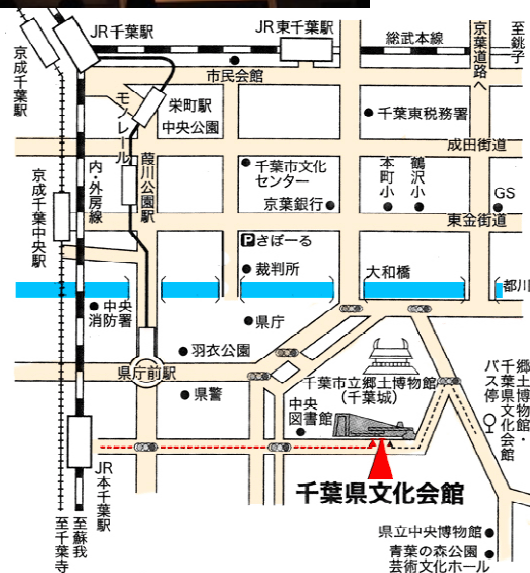 JR千葉駅
JR東千葉駅
総武本線
京葉道路へ
至銚子
京成千葉駅
市民会館
モノレール
栄町駅
中央公園
千葉東税務署
成田街道
京成千葉中央駅
内・外房線
葭川公園駅
千葉市文化
センター
本町小
鶴沢小
京葉銀行
GS
東金街道
P きぼーる
裁判所
大和橋
都川
中央
消防署
県庁
羽衣公園
県庁前駅
千葉市立郷土博物館
(千葉城)
郷土博物館・
千葉県文化会館
バス停
県警
中央
図書館
JR本千葉駅
千葉県文化会館
至千葉寺
至蘇我
県立中央博物館
青葉の森公園
芸術文化ホール